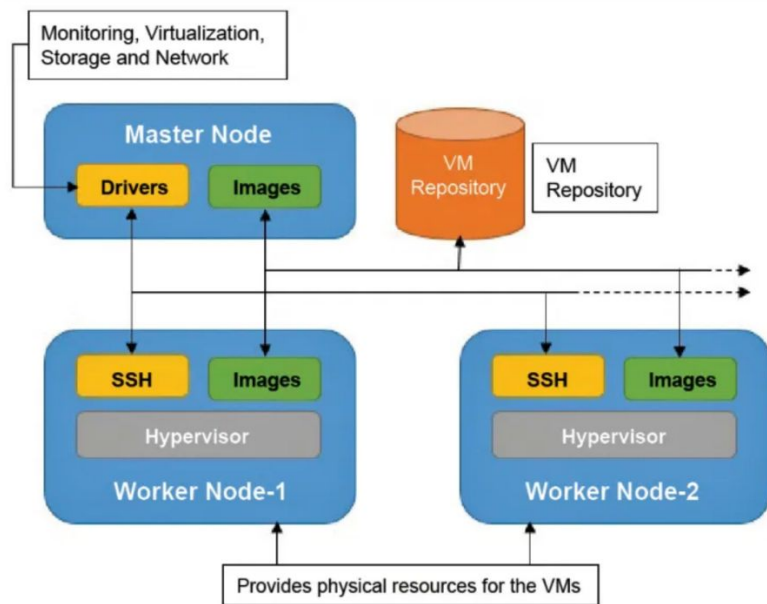 Monitoring, Virtualization,
Storage and Network
Master Node
Drivers
Images
VM
Repository
VM
Repository
SSH
Images
Hypervisor
Worker Node-1
SSH
Images
Hypervisor
Worker Node-2
Provides physical resources for the VMs